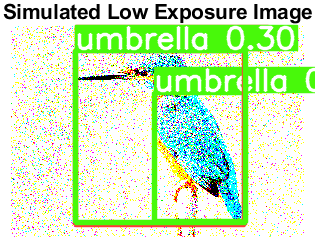 Simulated Low Exposure Image
umbrella 0.30
umbrella 0